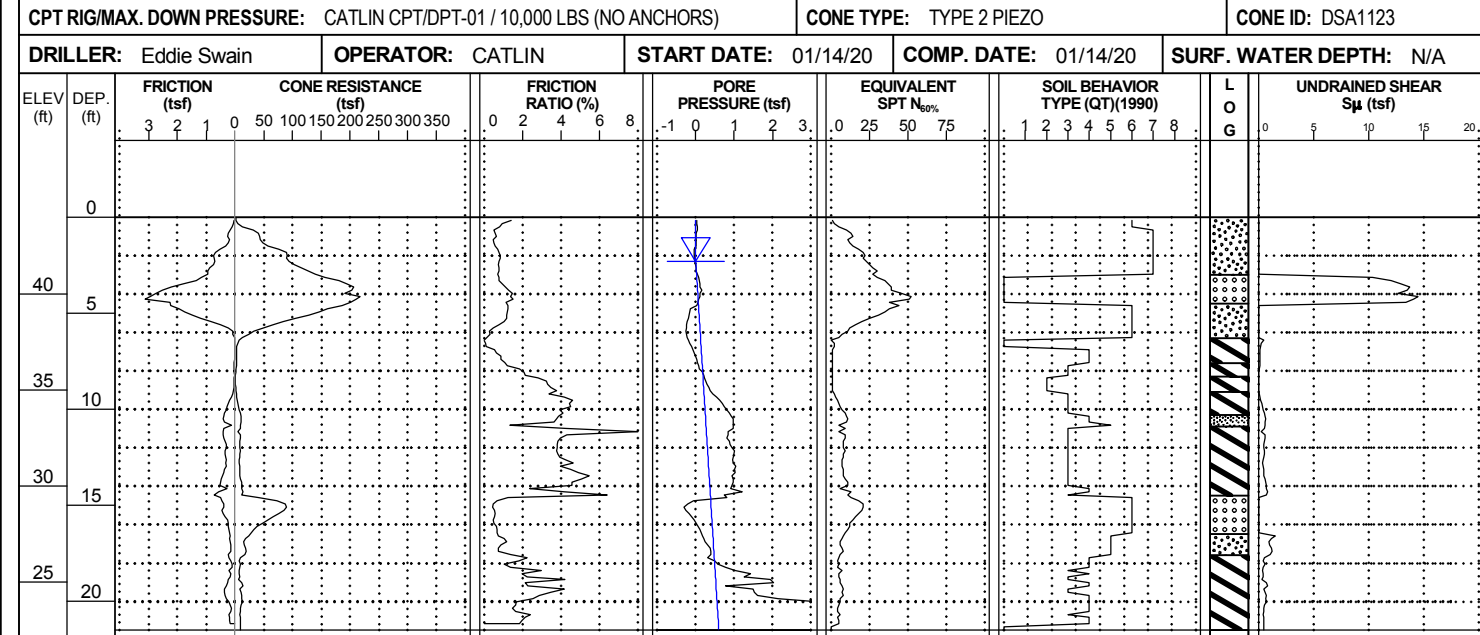 CPT RIG/MAX. DOWN PRESSURE: CATLIN CPT/DPT-01 / 10,000 LBS (NO ANCHORS) CONE TYPE: TYPE 2 PIEZO CONE ID: DSA1123
DRILLER: Eddie Swain OPERATOR: CATLIN START DATE: 01/14/20 COMP. DATE: 01/14/20 SURF. WATER DEPTH: N/A
ELEV (ft)
DEP. (ft)
FRICTION (tsf)
3 2 1 0
CONE RESISTANCE (tsf)
50 100 150 200 250 300 350
FRICTION RATIO (%)
0 2 4 6 8
PORE PRESSURE (tsf)
-1 0 1 2 3
EQUIVALENT SPT N60%
0 25 50 75
SOIL BEHAVIOR TYPE (QT)(1990)
1 2 3 4 5 6 7 8
L
O
G
UNDRAINED SHEAR Sµ (tsf)
0 5 10 15 20
0
40
5
35
10
30
15
25
20